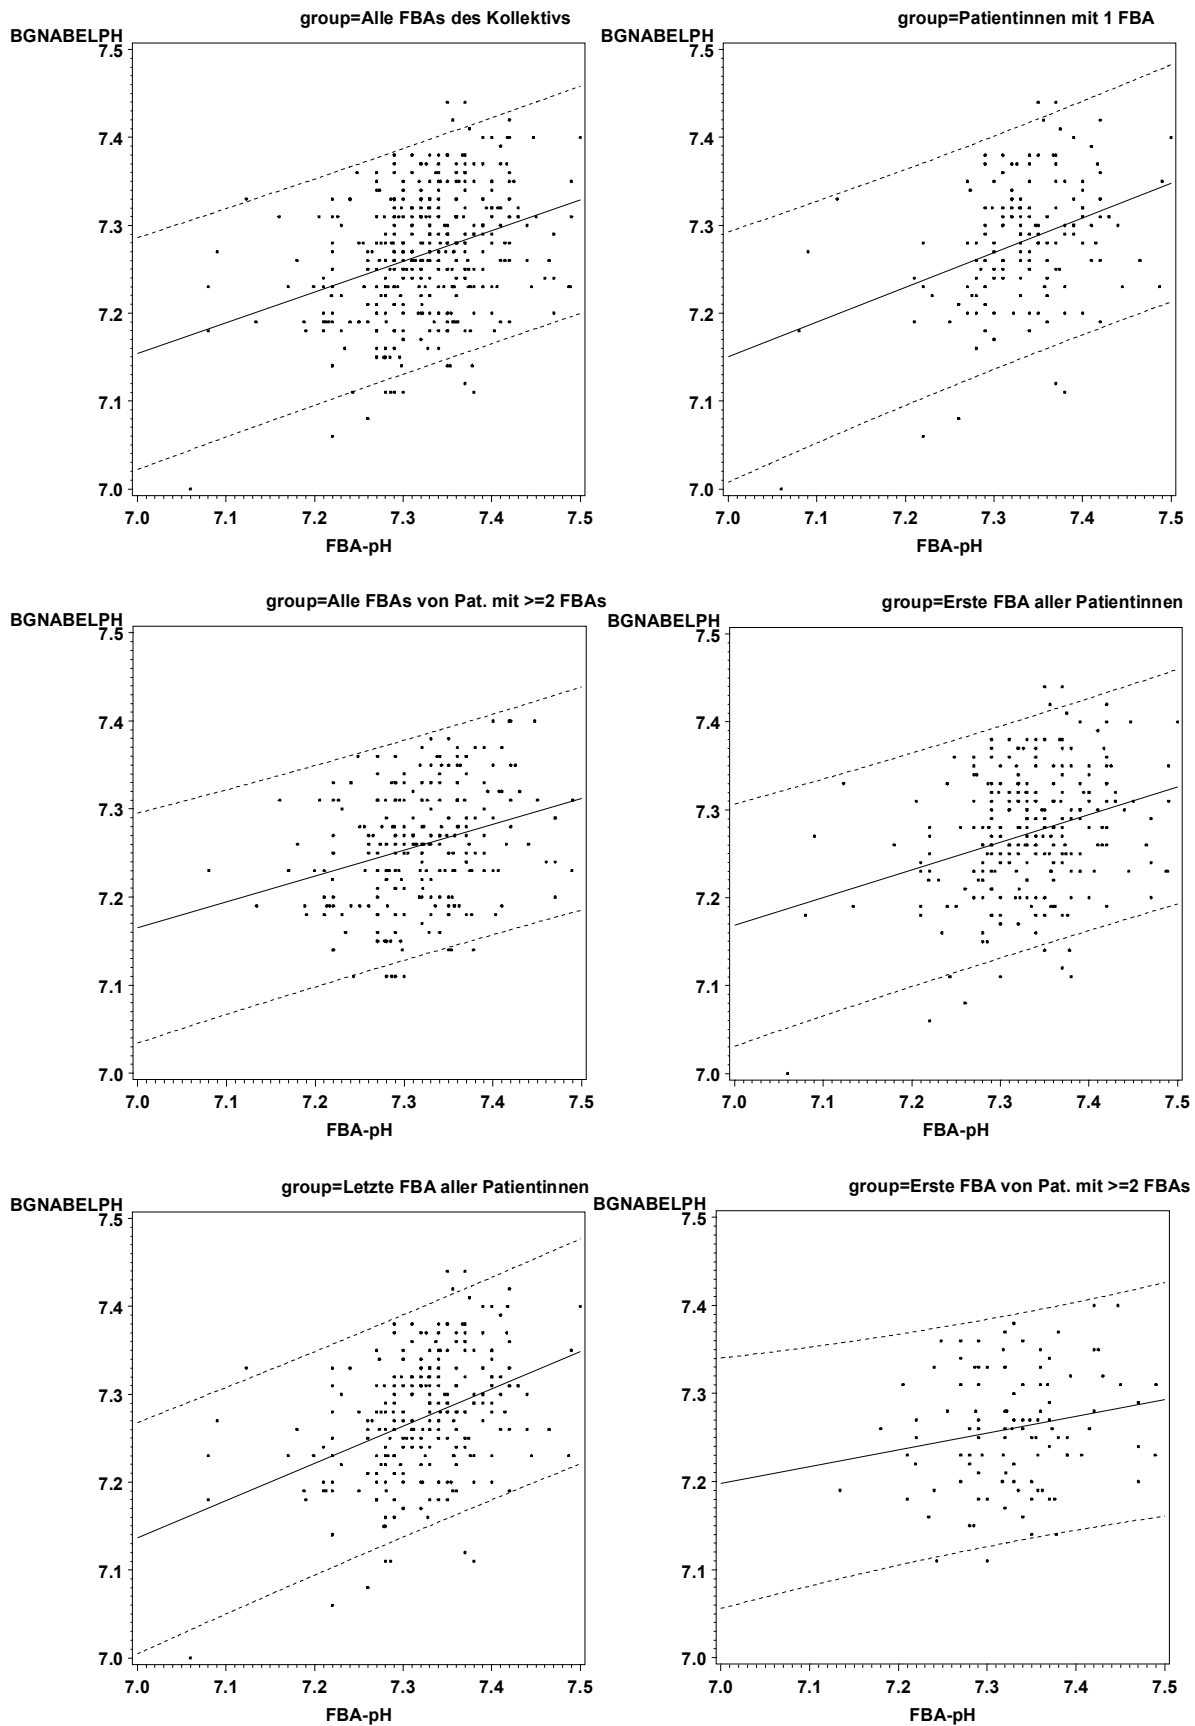 group=Alle FBAs des Kollektivs
BGNABELPH
7.5
7.4
7.3
7.2
7.1
7.0
7.0 7.1 7.2 7.3 7.4 7.5
FBA-pH
group=Patientinnen mit 1 FBA
BGNABELPH
7.5
7.4
7.3
7.2
7.1
7.0
7.0 7.1 7.2 7.3 7.4 7.5
FBA-pH
group=Alle FBAs von Pat. mit >=2 FBAs
BGNABELPH
7.5
7.4
7.3
7.2
7.1
7.0
7.0 7.1 7.2 7.3 7.4 7.5
FBA-pH
group=Erste FBA aller Patientinnen
BGNABELPH
7.5
7.4
7.3
7.2
7.1
7.0
7.0 7.1 7.2 7.3 7.4 7.5
FBA-pH
group=Letzte FBA aller Patientinnen
BGNABELPH
7.5
7.4
7.3
7.2
7.1
7.0
7.0 7.1 7.2 7.3 7.4 7.5
FBA-pH
group=Erste FBA von Pat. mit >=2 FBAs
BGNABELPH
7.5
7.4
7.3
7.2
7.1
7.0
7.0 7.1 7.2 7.3 7.4 7.5
FBA-pH